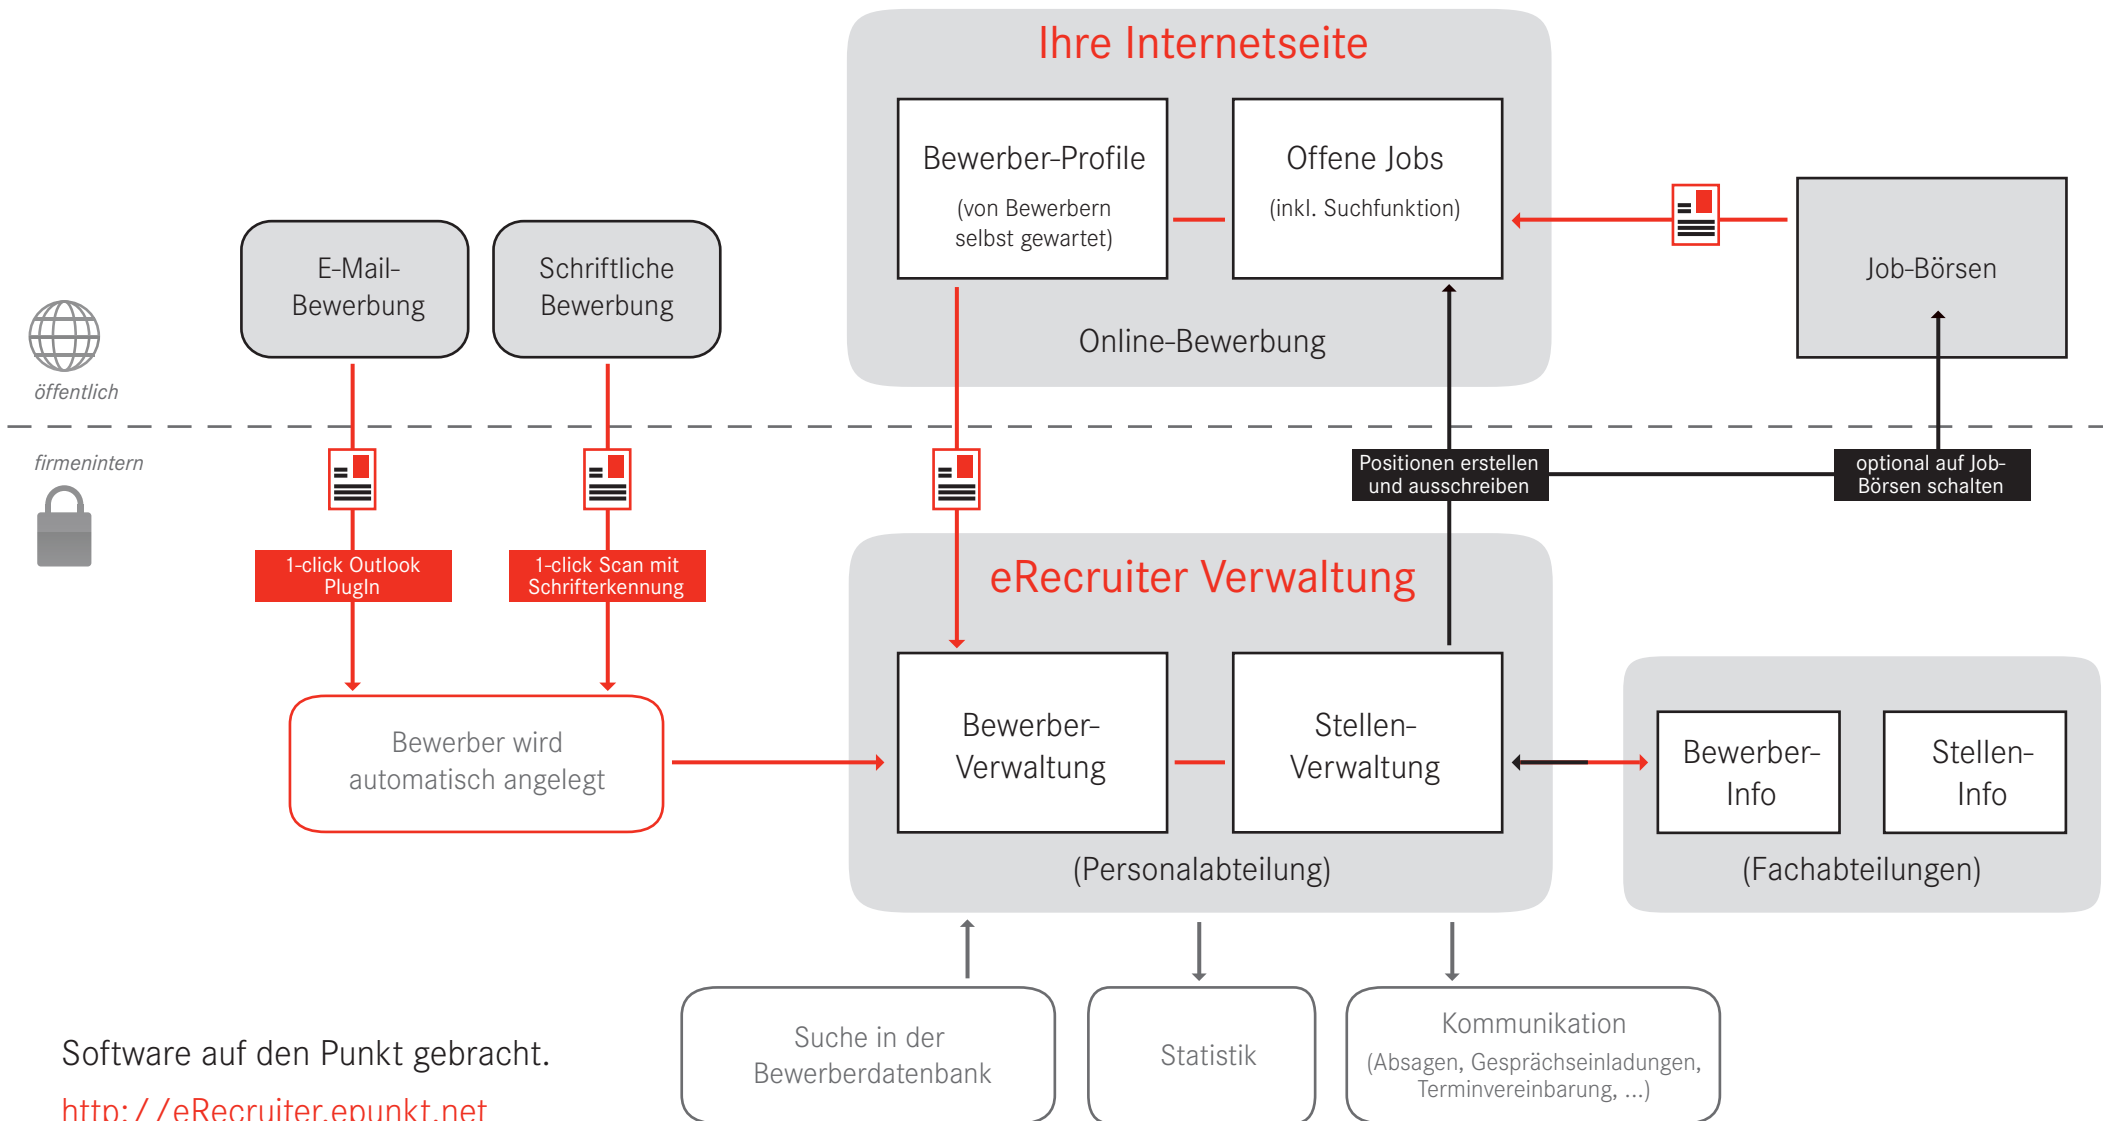 Ihre Internetseite
Bewerber-Profile
(von Bewerbern
selbst gewartet)
Offene Jobs
(inkl. Suchfunktion)
Online-Bewerbung
E-Mail-
Bewerbung
Schriftliche
Bewerbung
Job-Börsen
öffentlich
firmenintern
1-click Outlook
PlugIn
1-click Scan mit
Schrifterkennung
Positionen erstellen
und ausschreiben
optional auf Job-
Börsen schalten
eRecruiter Verwaltung
Bewerber wird
automatisch angelegt
Bewerber-
Verwaltung
Stellen-
Verwaltung
(Personalabteilung)
Bewerber-
Info
Stellen-
Info
(Fachabteilungen)
Suche in der
Bewerberdatenbank
Statistik
Kommunikation
(Absagen, Gesprächseinladungen,
Terminvereinbarung, ...)
Software auf den Punkt gebracht.
http://eRecruiter.epunkt.net